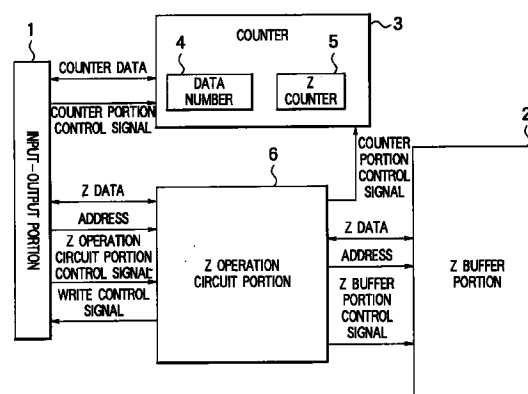 1
COUNTER
3
4
5
COUNTER DATA
DATA
NUMBER
Z
COUNTER
COUNTER PORTION
CONTROL SIGNAL
INPUT-OUTPUT PORTION
6
COUNTER
PORTION
CONTROL
SIGNAL
2
Z DATA
ADDRESS
Z OPERATION
CIRCUIT PORTION
CONTROL SIGNAL
WRITE CONTROL
SIGNAL
Z OPERATION
CIRCUIT PORTION
Z DATA
ADDRESS
Z BUFFER
PORTION
CONTROL
SIGNAL
Z BUFFER
PORTION